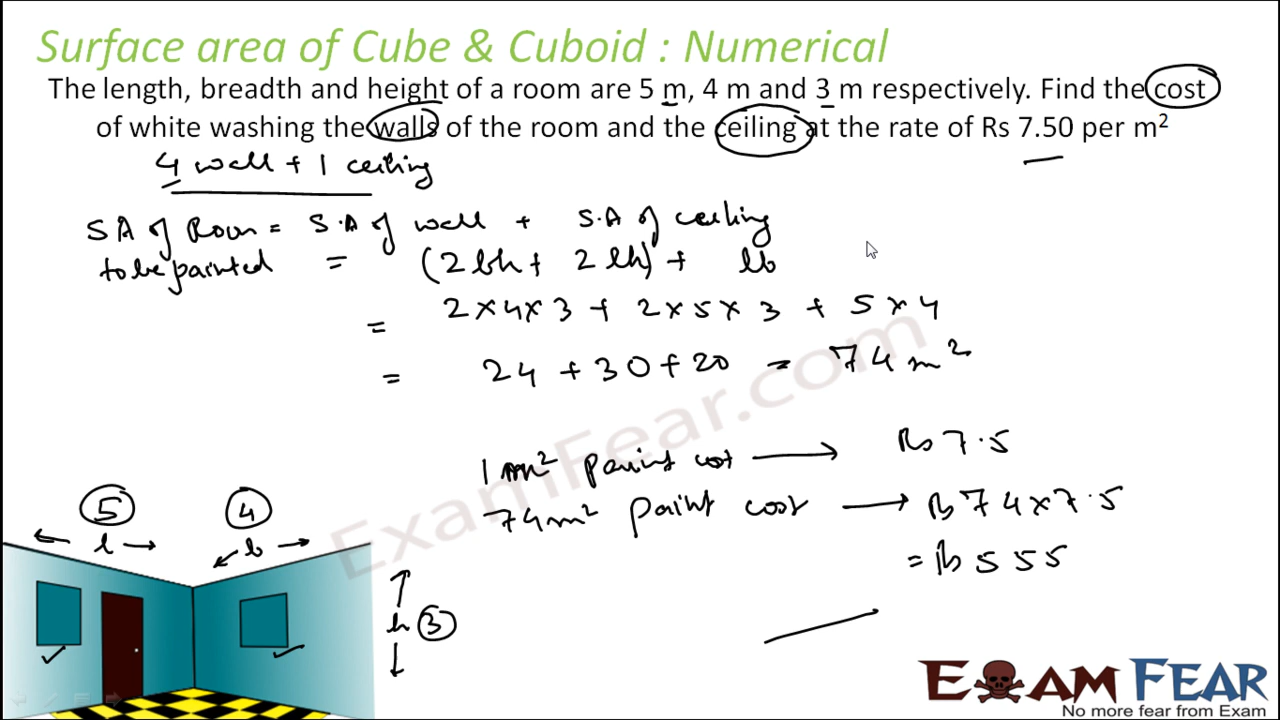 Surface area of Cube & Cuboid : Numerical
The length, breadth and height of a room are 5 m, 4 m and 3 m respectively. Find the cost
of white washing the walls of the room and the ceiling at the rate of Rs 7.50 per m²
4 wall + 1 ceiling
SA of Room = S.A of wall + S.A of ceiling
to be painted = (2bh + 2lh) + lb
= 2×4×3 + 2×5×3 + 5×4
= 24 + 30 + 20 = 74 m²
1 m² paint cost → Rs 7.5
74m² paint cost → Rs 74×7.5
= Rs 555
5 4
l b
h 3
ExamFear.com
EXAM FEAR
No more fear from Exam